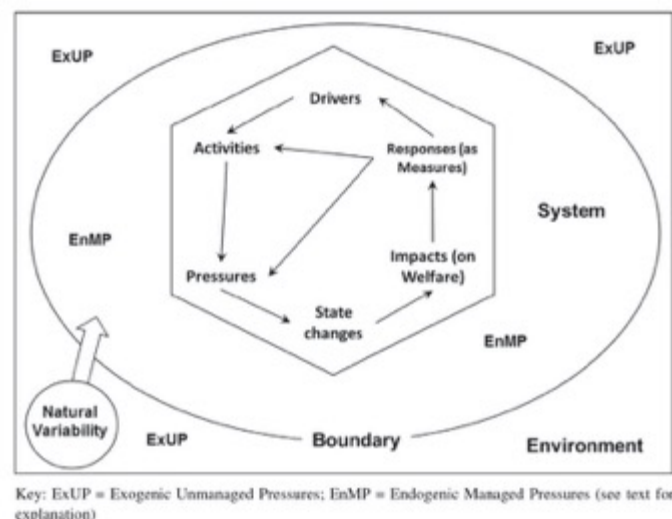 ExUP
ExUP
Drivers
Activities
Responses (as
Measures)
System
EnMP
Impacts (on
Welfare)
Pressures
State
changes
EnMP
Natural
Variability
ExUP
Boundary
Environment
Key: ExUP = Exogenic Unmanaged Pressures; EnMP = Endogenic Managed Pressures (see text for
explanation)